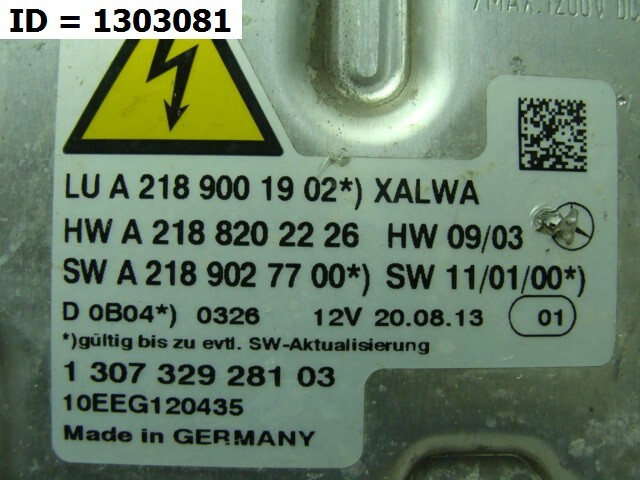 ID = 1303081
/MAX.1200V
LU A 218 900 19 02*) XALWA
HW A 218 820 22 26 HW 09/03
SW A 218 902 77 00*) SW 11/01/00*)
D 0B04*) 0326 12V 20.08.13 01
*)gültig bis zu evtl. SW-Aktualisierung
1 307 329 281 03
10EEG120435
Made in GERMANY